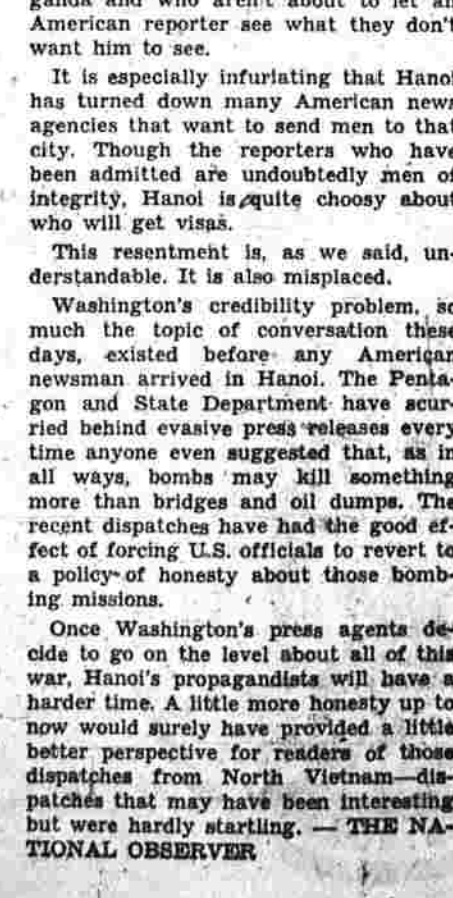 ganda and who aren't about to let an
American reporter see what they don't
want him to see.
It is especially infuriating that Hanoi
has turned down many American news
agencies that want to send men to that
city. Though the reporters who have
been admitted are undoubtedly men of
integrity, Hanoi is quite choosy about
who will get visas.
This resentment is, as we said, un-
derstandable. It is also misplaced.
Washington's credibility problem, so
much the topic of conversation these
days, existed before any American
newsman arrived in Hanoi. The Penta-
gon and State Department have scur-
ried behind evasive press releases every
time anyone even suggested that, as in
all ways, bombs may kill something
more than bridges and oil dumps. The
recent dispatches have had the good ef-
fect of forcing U.S. officials to revert to
a policy of honesty about those bomb-
ing missions.
Once Washington's press agents de-
cide to go on the level about all of this
war, Hanoi's propagandists will have a
harder time. A little more honesty up to
now would surely have provided a little
better perspective for readers of those
dispatches from North Vietnam—dis-
patches that may have been interesting
but were hardly startling. — THE NA-
TIONAL OBSERVER